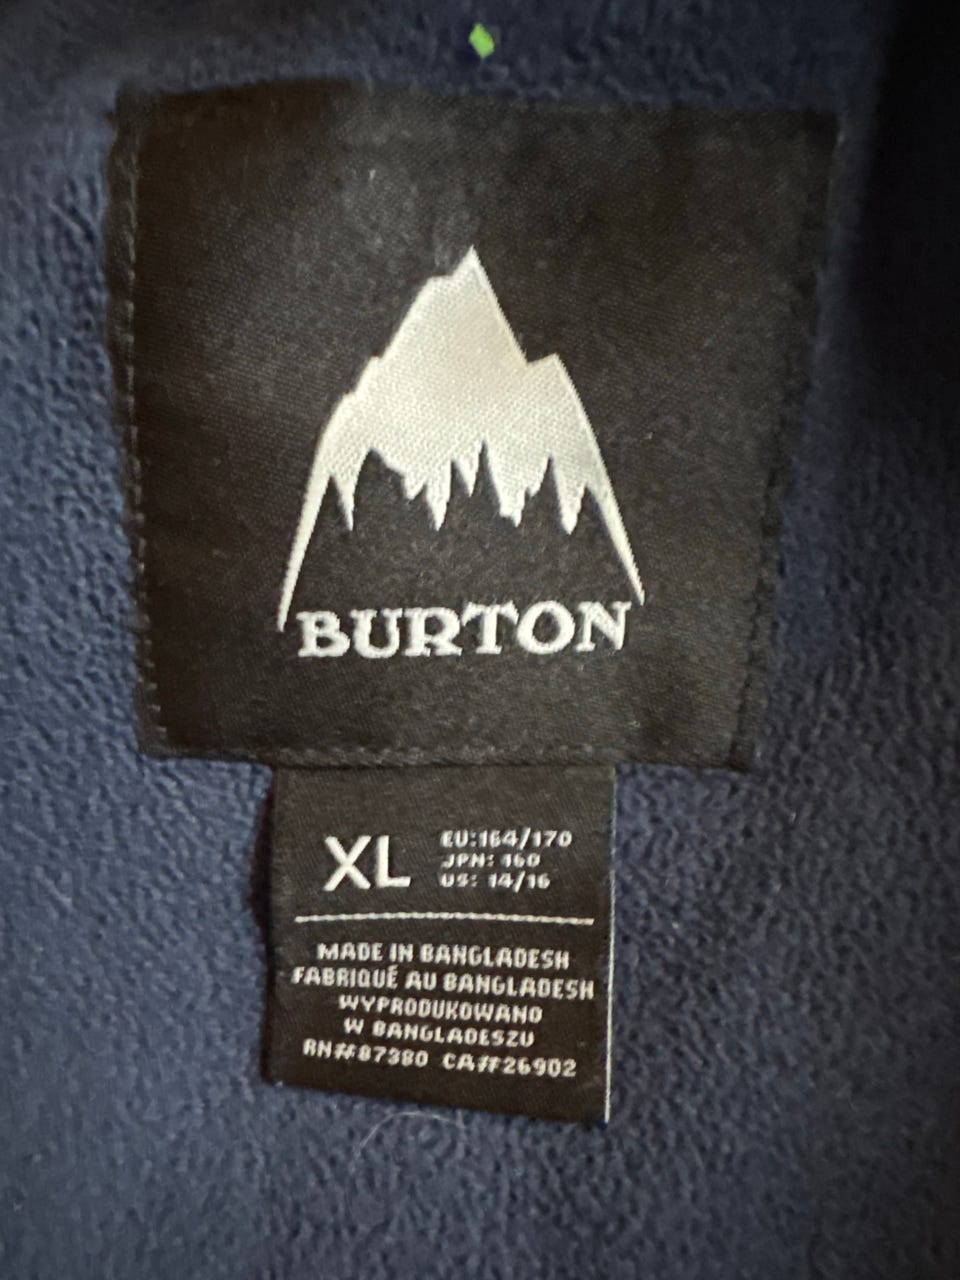 BURTON
XL
EU:164/170
JPN: 160
US: 14/16
MADE IN BANGLADESH
FABRIQUÉ AU BANGLADESH
WYPRODUKOWANO
W BANGLADESZU
RN#87380 CA#26902